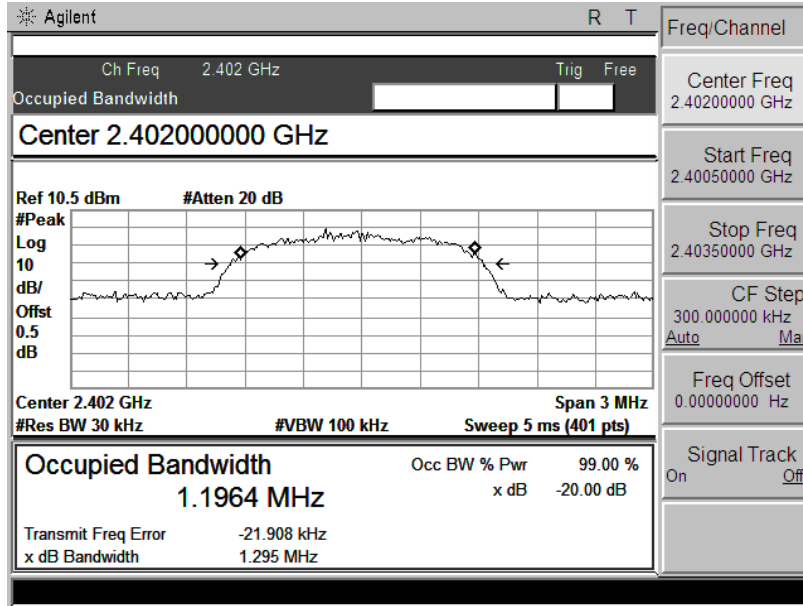 Agilent
R T
Freq/Channel
Ch Freq 2.402 GHz Trig Free
Occupied Bandwidth
Center 2.402000000 GHz
Ref 10.5 dBm #Atten 20 dB
#Peak
Log
10
dB/
Offst
0.5
dB
Center 2.402 GHz Span 3 MHz
#Res BW 30 kHz #VBW 100 kHz Sweep 5 ms (401 pts)
Occupied Bandwidth Occ BW % Pwr 99.00 %
1.1964 MHz x dB -20.00 dB
Transmit Freq Error -21.908 kHz
x dB Bandwidth 1.295 MHz
Center Freq
2.40200000 GHz
Start Freq
2.40050000 GHz
Stop Freq
2.40350000 GHz
CF Step
300.000000 kHz
Auto
Freq Offset
0.00000000 Hz
Signal Track
On Off